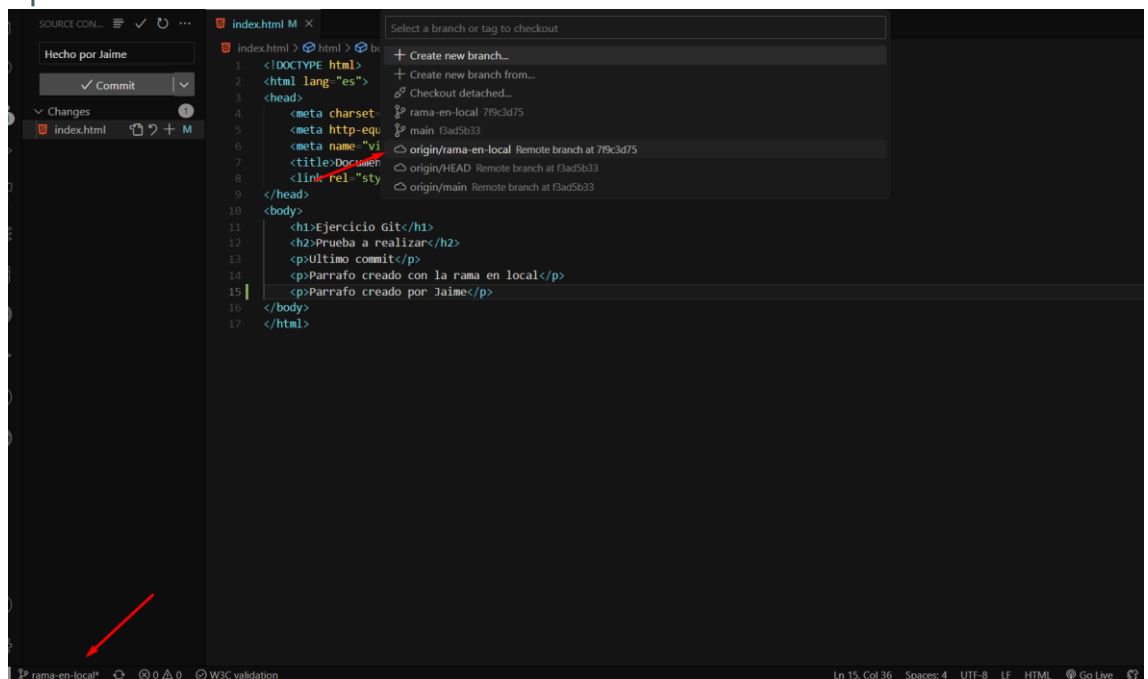 SOURCE CON...
Hecho por Jaime
Commit
Changes 1
index.html M
index.html M
index.html > html >
Select a branch or tag to checkout
Create new branch...
Create new branch from...
Checkout detached...
rama-en-local 7f9c3d75
main f3ad5b33
origin/rama-en-local Remote branch at 7f9c3d75
origin/HEAD Remote branch at f3ad5b33
origin/main Remote branch at f3ad5b33
1 <!DOCTYPE html>
2 <html lang="es">
3 <head>
4 <meta charset=
5 <meta http-equ
6 <meta name="vi
7 <title>Documen
8 <link rel="sty
9 </head>
10 <body>
11 <h1>Ejercicio Git</h1>
12 <h2>Prueba a realizar</h2>
13 <p>Ultimo commit</p>
14 <p>Parrafo creado con la rama en local</p>
15 <p>Parrafo creado por Jaime</p>
16 </body>
17 </html>
rama-en-local* 0 0 W3C validation Ln 15, Col 36 Spaces: 4 UTF-8 LF HTML Go Live